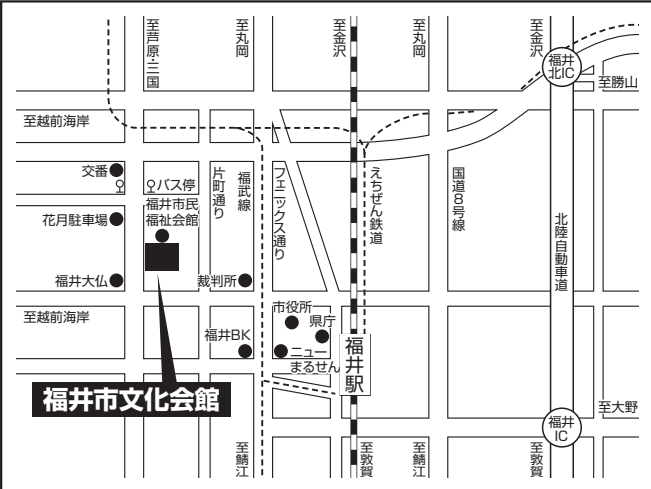 至芦原・三国
至丸岡
至金沢
至丸岡
至金沢
福井
北IC
至勝山
至越前海岸
交番
バス停
片町通り
福武線
フェニックス通り
えちぜん鉄道
国道8号線
北陸自動車道
花月駐車場
福井市民
福祉会館
福井大仏
裁判所
至越前海岸
市役所
県庁
福井BK
ニュー
まるせん
福井駅
福井市文化会館
至大野
福井
IC
至鯖江
至敦賀
至鯖江
至敦賀